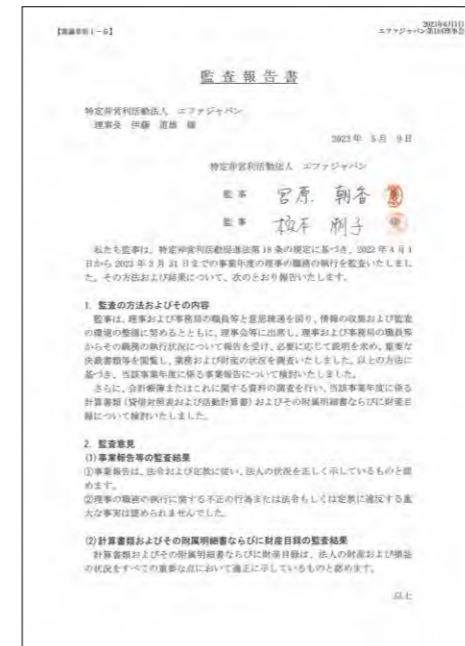 2023年6月11日
エファジャパン第1回理事会
監査報告書
特定非営利活動法人 エファジャパン
理事長 伊藤 道雄 様
2023年 5月 9日
特定非営利活動法人 エファジャパン
監事 宮原 朝香
監事
私たち監事は、特定非営利活動促進法第18条の規定に基づき、2022年4月1
日から2023年3月31日までの事業年度の理事の職務の執行を監査いたしまし
た。その方法および結果について、次のとおり報告いたします。
1. 監査の方法およびその内容
監事は、理事および事務局の職員等と意思疎通を図り、情報の収集および監査
の環境の整備に努めるとともに、理事会等に出席し、理事および事務局の職員等
からその職務の執行状況について報告を受け、必要に応じて説明を求め、重要な
決裁書類等を閲覧し、業務および財産の状況を調査いたしました。以上の方法に
基づき、当該事業年度に係る事業報告について検討いたしました。
さらに、会計帳簿またはこれに関する資料の調査を行い、当該事業年度に係る
計算書類（貸借対照表および活動計算書）およびその附属明細書ならびに財産目
録について検討いたしました。
2. 監査意見
(1)事業報告等の監査結果
①事業報告は、法令および定款に従い、法人の状況を正しく示しているものと認
めます。
②理事の職務の執行に関する不正の行為または法令もしくは定款に違反する重
大な事実は認められませんでした。
(2)計算書類およびその附属明細書ならびに財産目録の監査結果
計算書類およびその附属明細書ならびに財産目録は、法人の財産および損益
の状況をすべての重要な点において適正に示しているものと認めます。
以上